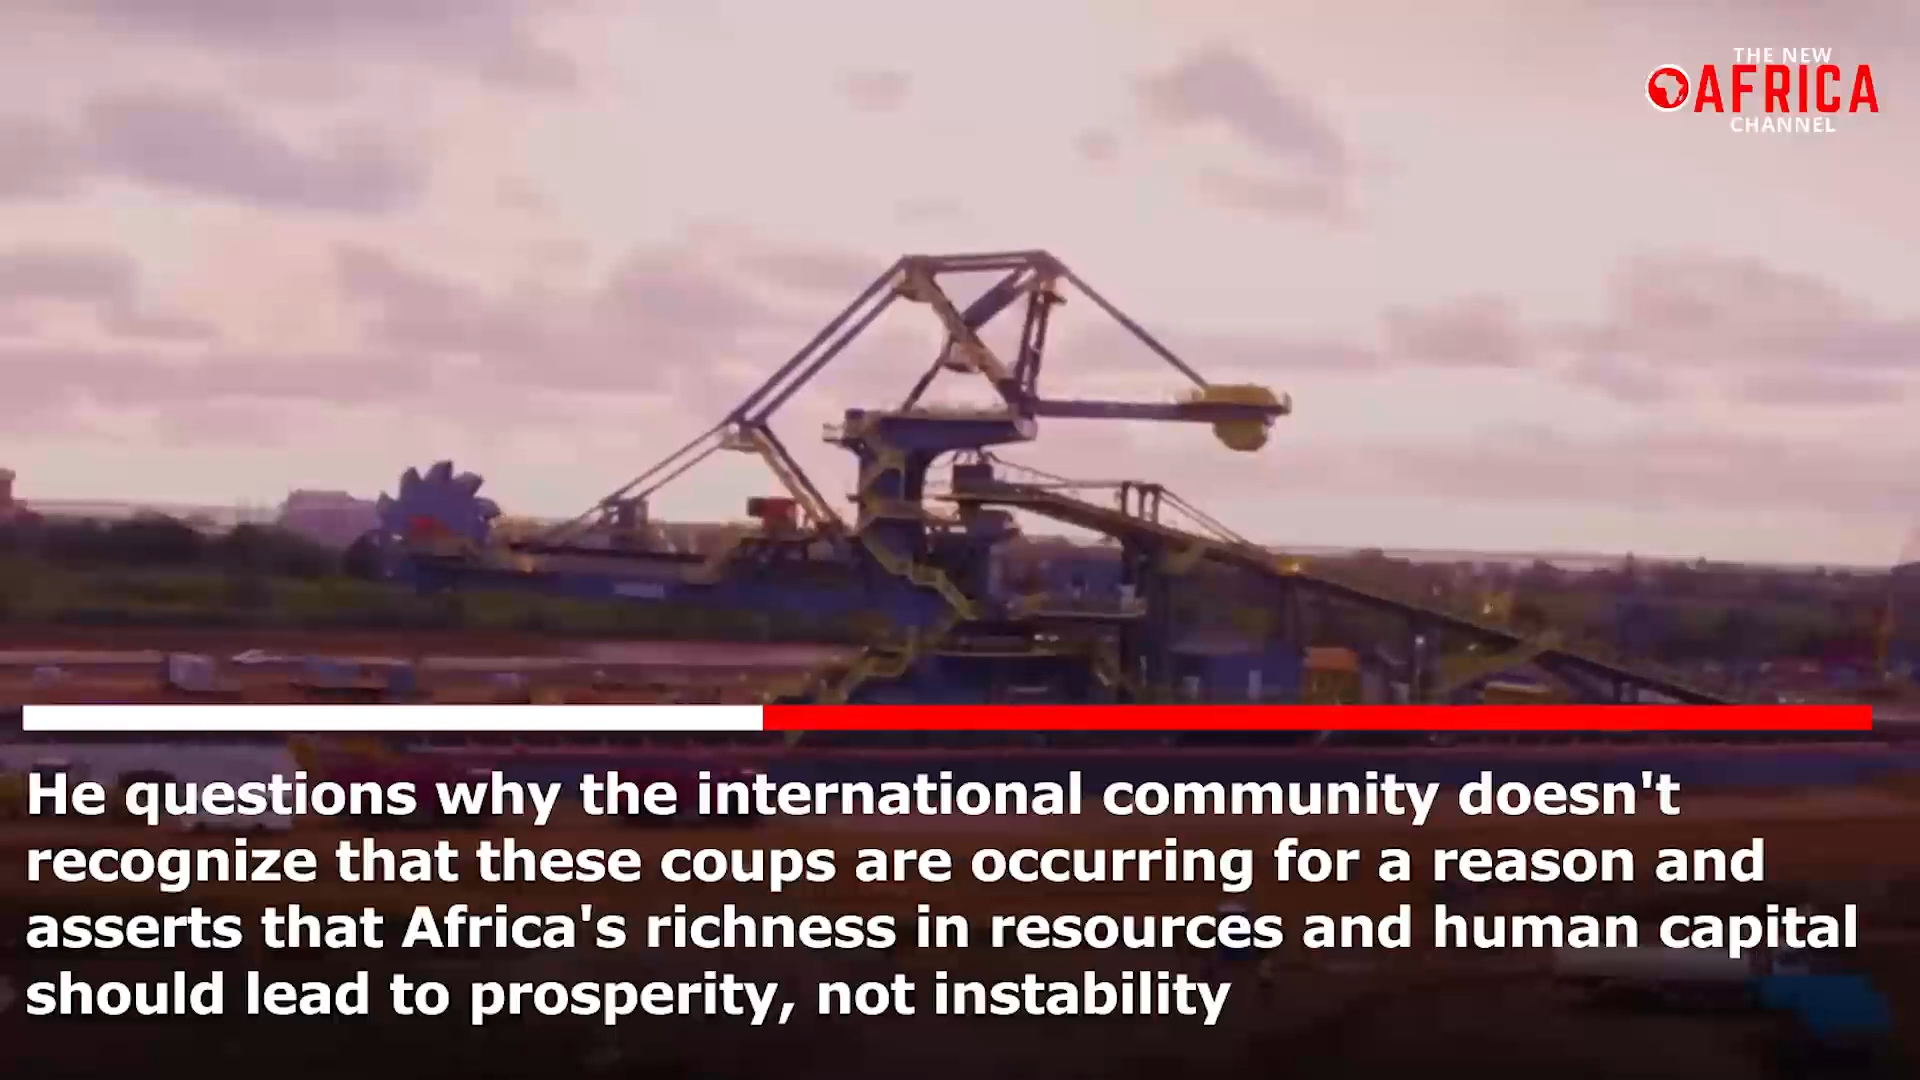 THE NEW
AFRICA
CHANNEL
He questions why the international community doesn't
recognize that these coups are occurring for a reason and
asserts that Africa's richness in resources and human capital
should lead to prosperity, not instability